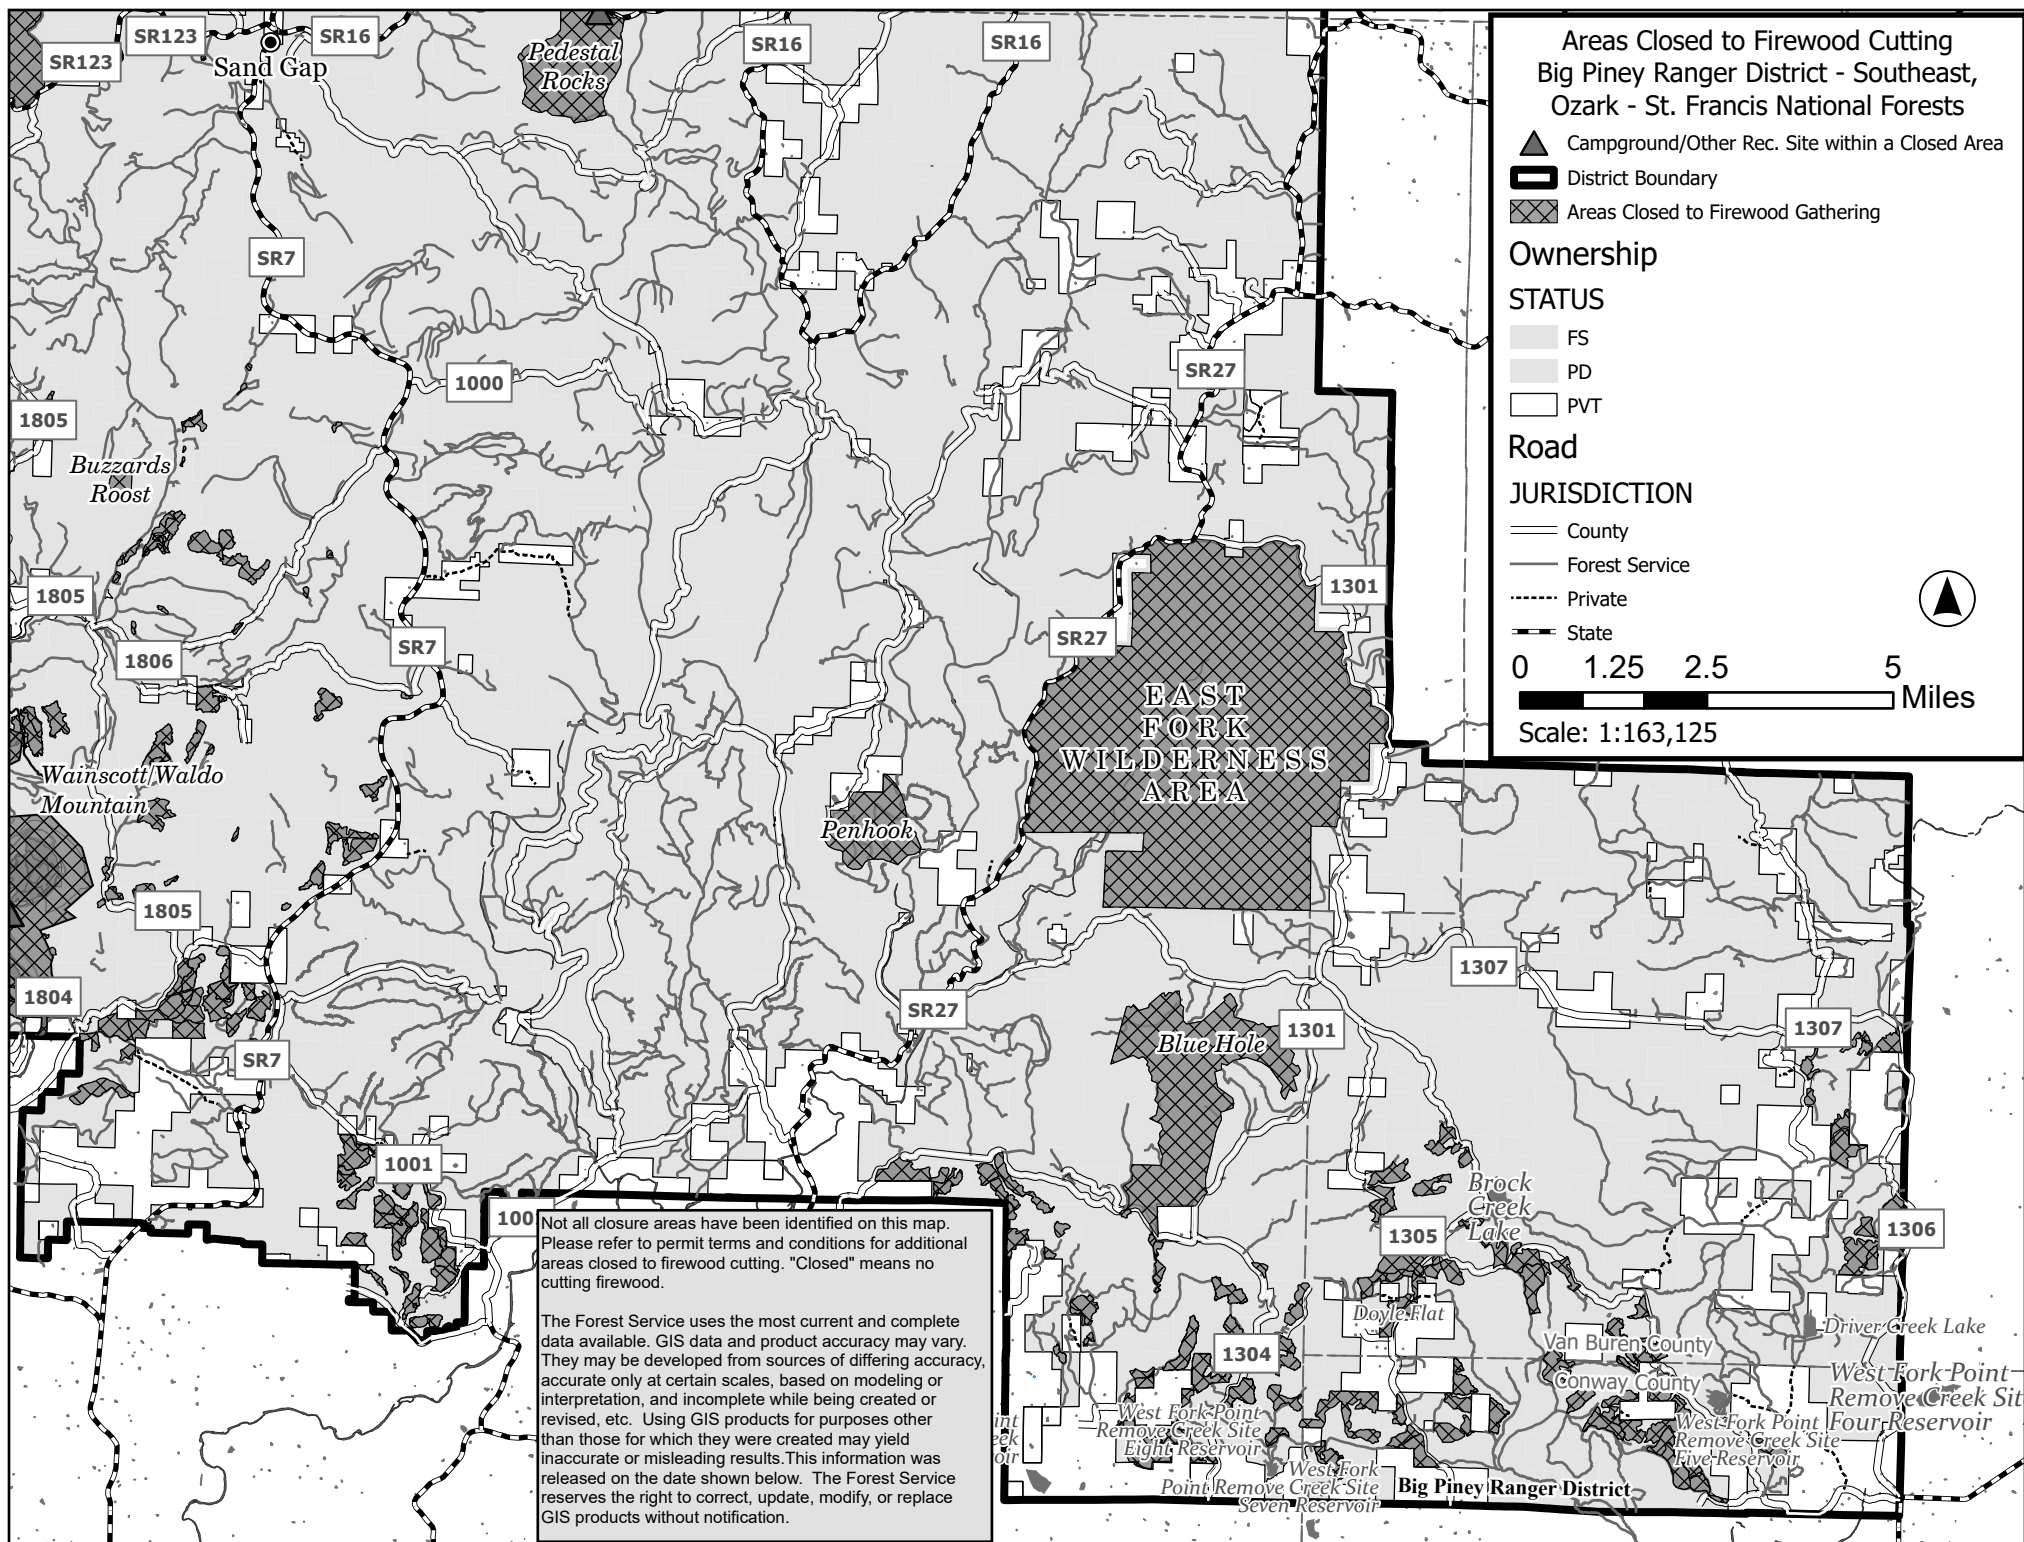 Areas Closed to Firewood Cutting
Big Piney Ranger District - Southeast,
Ozark - St. Francis National Forests
Campground/Other Rec. Site within a Closed Area
District Boundary
Areas Closed to Firewood Gathering
Ownership
STATUS
FS
PD
PVT
Road
JURISDICTION
County
Forest Service
Private
State
0 1.25 2.5 5
Miles
Scale: 1:163,125
SR123
SR16
SR123
Sand Gap
Pedestal
Rocks
SR16
SR16
SR7
1000
SR27
1805
Buzzards
Roost
1805
1806
SR7
SR27
1301
EAST
FORK
WILDERNESS
AREA
Wainscott/Waldo
Mountain
Penhook
1805
1804
SR7
SR27
1307
1307
Blue Hole
1301
1001
100
Brock
Creek
Lake
1305
1306
Doyle Flat
1304
Van Buren County
Conway County
Driver Creek Lake
West Fork Point
Remove Creek Sit
Four Reservoir
West Fork Point
Remove Creek Site
Eight Reservoir
West Fork Point
Remove Creek Site
Five Reservoir
West Fork
Point Remove Creek Site
Seven Reservoir
Big Piney Ranger District
int
eek
oir
Not all closure areas have been identified on this map.
Please refer to permit terms and conditions for additional
areas closed to firewood cutting. "Closed" means no
cutting firewood.
The Forest Service uses the most current and complete
data available. GIS data and product accuracy may vary.
They may be developed from sources of differing accuracy,
accurate only at certain scales, based on modeling or
interpretation, and incomplete while being created or
revised, etc.  Using GIS products for purposes other
than those for which they were created may yield
inaccurate or misleading results.This information was
released on the date shown below.  The Forest Service
reserves the right to correct, update, modify, or replace
GIS products without notification.